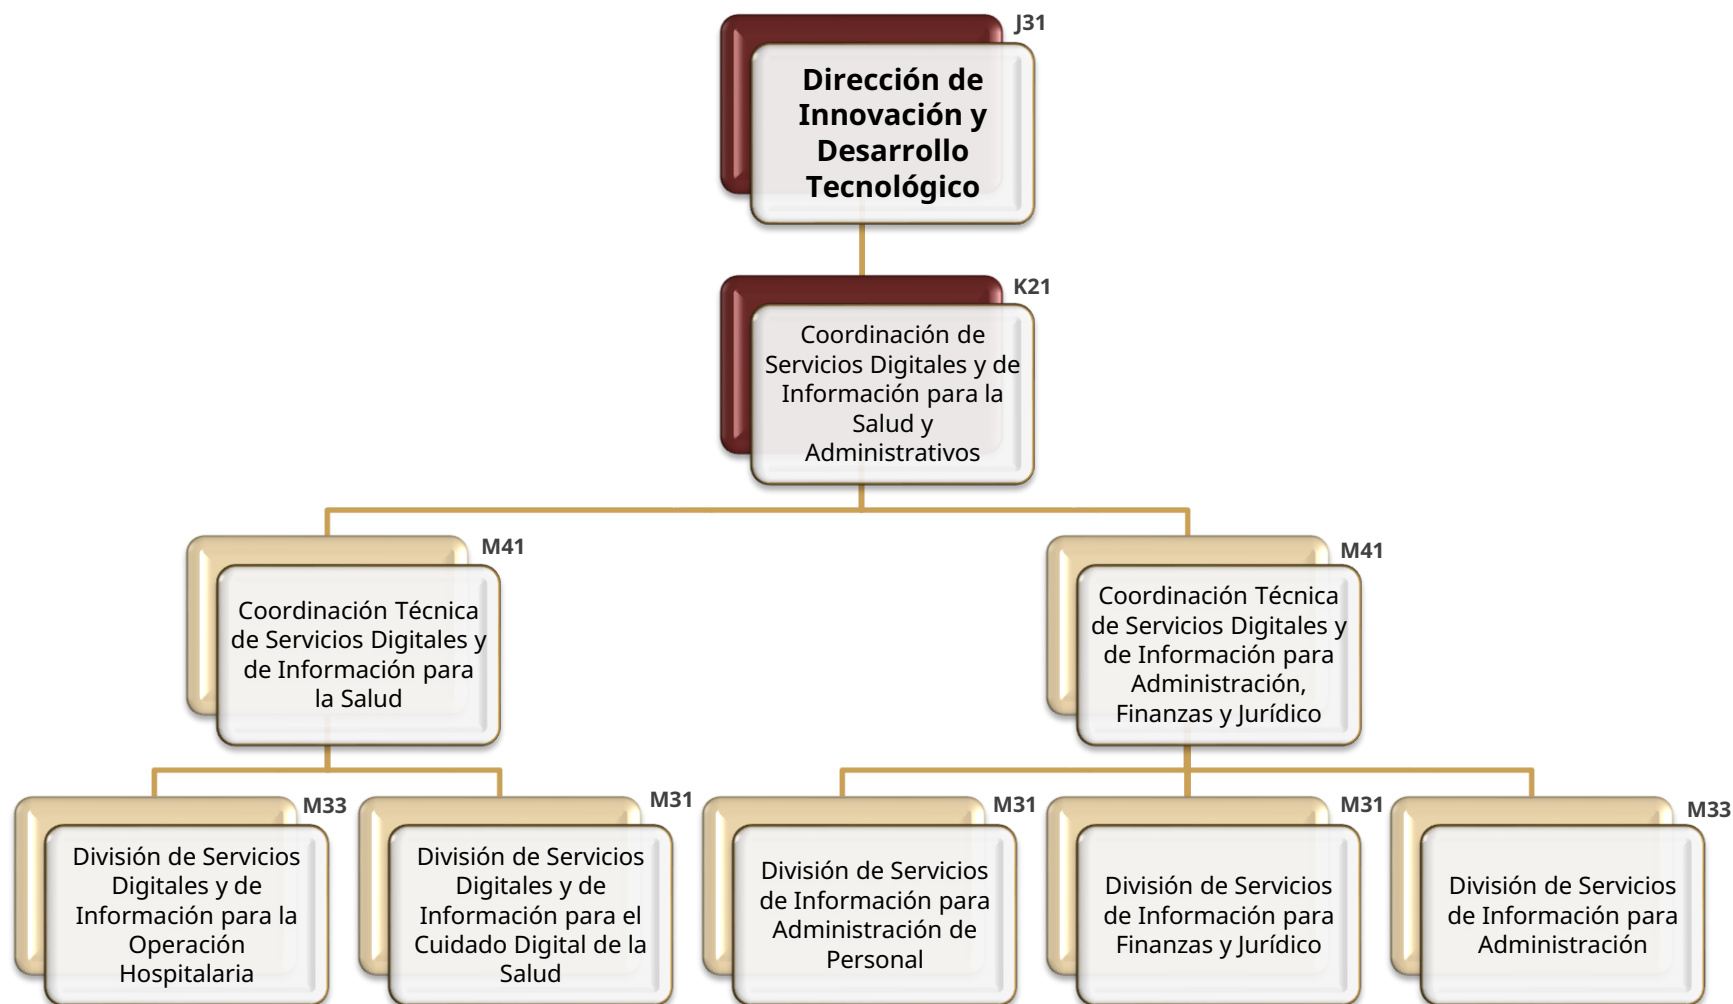 J31
Dirección de
Innovación y
Desarrollo
Tecnológico
K21
Coordinación de
Servicios Digitales y de
Información para la
Salud y
Administrativos
M41
Coordinación Técnica
de Servicios Digitales y
de Información para
la Salud
M41
Coordinación Técnica
de Servicios Digitales y
de Información para
Administración,
Finanzas y Jurídico
M33
División de Servicios
Digitales y de
Información para la
Operación
Hospitalaria
M31
División de Servicios
Digitales y de
Información para el
Cuidado Digital de la
Salud
M31
División de Servicios
de Información para
Administración de
Personal
M31
División de Servicios
de Información para
Finanzas y Jurídico
M33
División de Servicios
de Información para
Administración